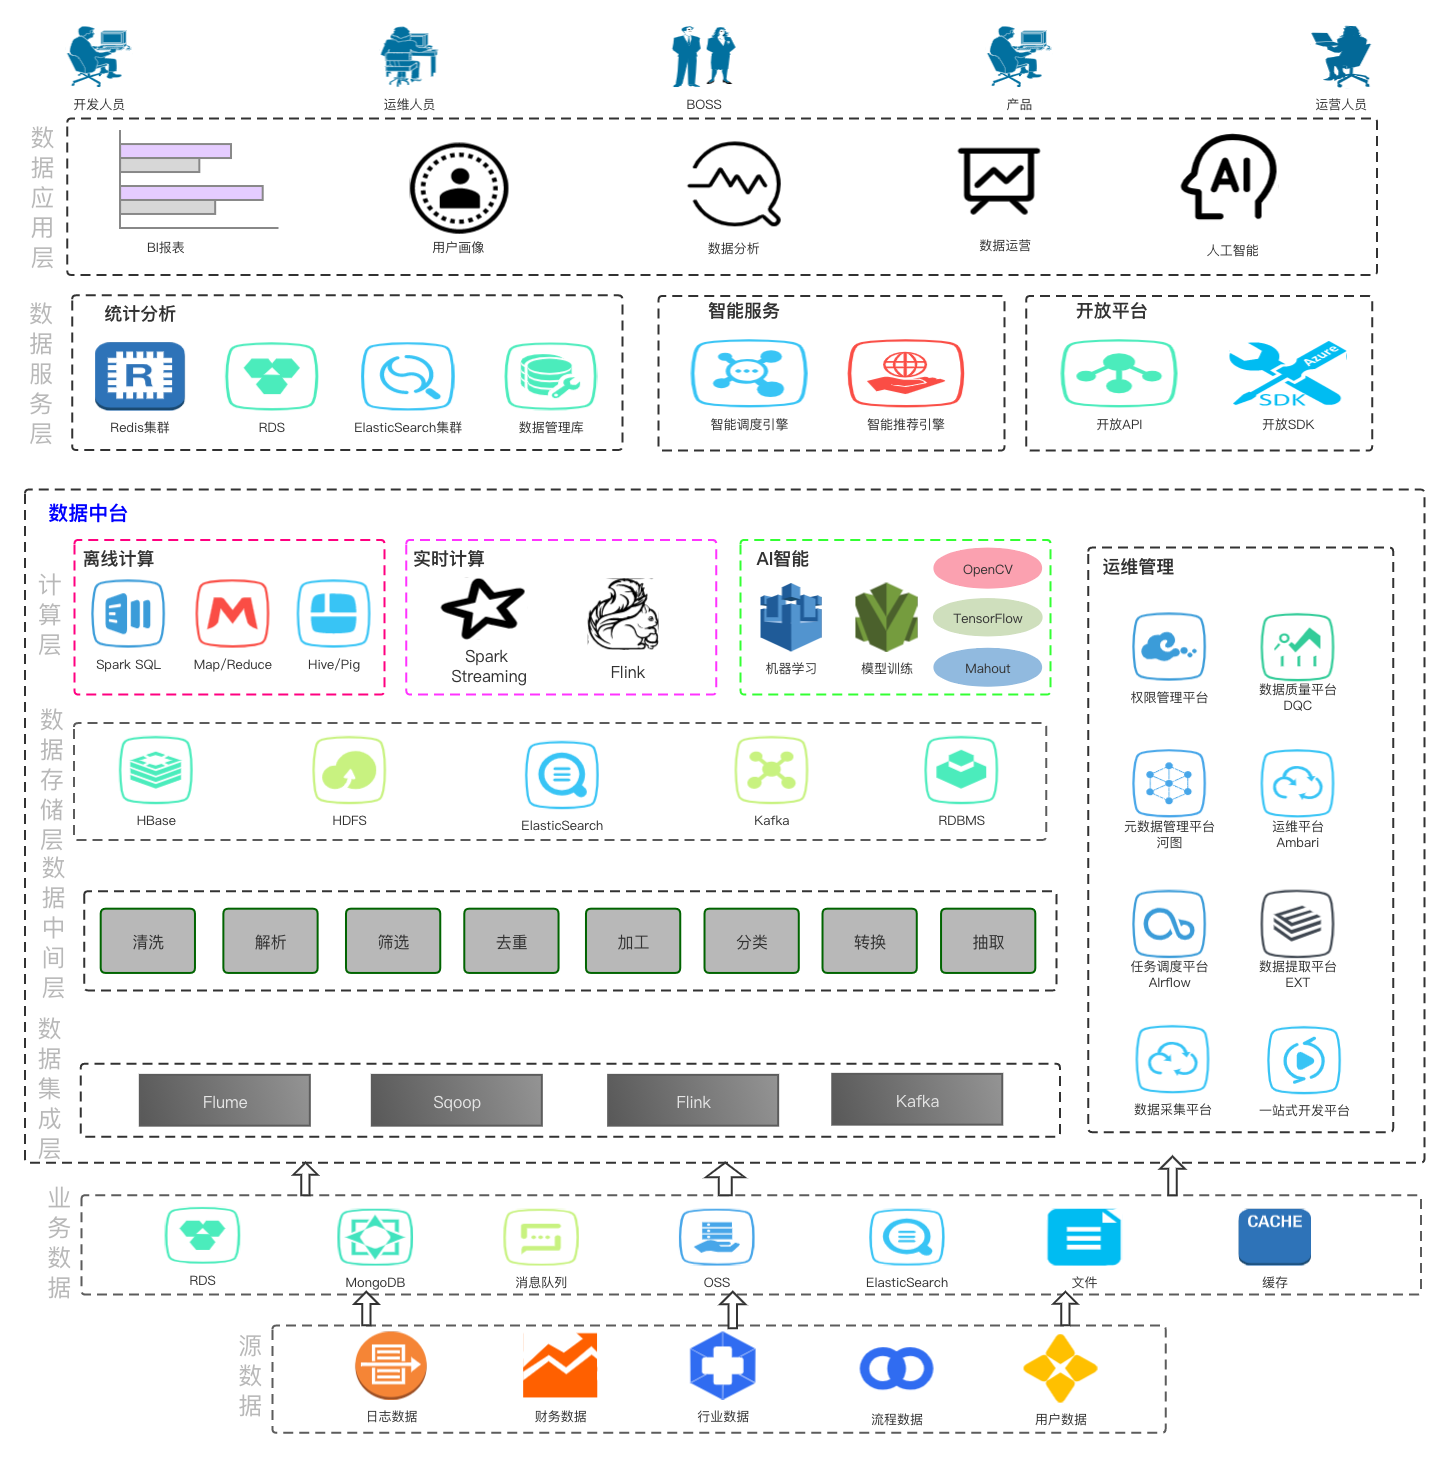 开发人员
运维人员
BOSS
产品
运营人员
数据应用层
BI报表
用户画像
数据分析
数据运营
AI
人工智能
数据服务层
统计分析
R
Redis集群
RDS
ElasticSearch集群
数据管理库
智能服务
智能调度引擎
智能推荐引擎
开放平台
开放API
Azure
SDK
开放SDK
数据中台
计算层
离线计算
Spark SQL
Map/Reduce
Hive/Pig
实时计算
Spark
Streaming
Flink
AI智能
机器学习
模型训练
OpenCV
TensorFlow
Mahout
运维管理
权限管理平台
数据质量平台
DQC
元数据管理平台
河图
运维平台
Ambari
任务调度平台
AIrflow
数据提取平台
EXT
数据采集平台
一站式开发平台
数据存储层
HBase
HDFS
ElasticSearch
Kafka
RDBMS
数据中间层
清洗
解析
筛选
去重
加工
分类
转换
抽取
数据集成层
Flume
Sqoop
Flink
Kafka
业务数据
RDS
MongoDB
消息队列
OSS
ElasticSearch
文件
CACHE
缓存
源数据
日志数据
财务数据
行业数据
流程数据
用户数据